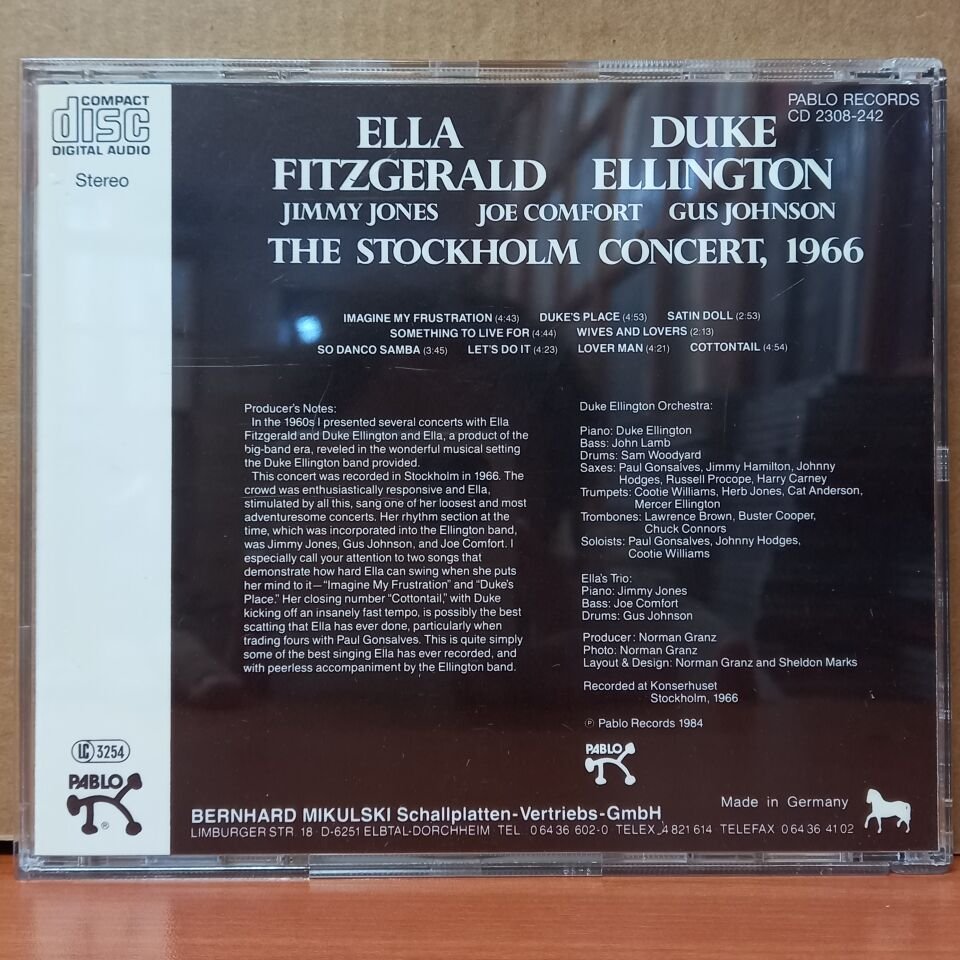 COMPACT
disc
DIGITAL AUDIO
Stereo
PABLO RECORDS
CD 2308-242
ELLA DUKE
FITZGERALD ELLINGTON
JIMMY JONES JOE COMFORT GUS JOHNSON
THE STOCKHOLM CONCERT, 1966
IMAGINE MY FRUSTRATION (4:43) DUKE'S PLACE (4:53) SATIN DOLL (2:53)
SOMETHING TO LIVE FOR (4:44) WIVES AND LOVERS (2:13)
SO DANCO SAMBA (3:45) LET'S DO IT (4:23) LOVER MAN (4:21) COTTONTAIL (4:54)
Producer's Notes:
In the 1960s I presented several concerts with Ella
Fitzgerald and Duke Ellington and Ella, a product of the
big-band era, reveled in the wonderful musical setting
the Duke Ellington band provided.
This concert was recorded in Stockholm in 1966. The
crowd was enthusiastically responsive and Ella,
stimulated by all this, sang one of her loosest and most
adventuresome concerts. Her rhythm section at the
time, which was incorporated into the Ellington band,
was Jimmy Jones, Gus Johnson, and Joe Comfort. I
especially call your attention to two songs that
demonstrate how hard Ella can swing when she puts
her mind to it—"Imagine My Frustration" and "Duke's
Place." Her closing number "Cottontail," with Duke
kicking off an insanely fast tempo, is possibly the best
scatting that Ella has ever done, particularly when
trading fours with Paul Gonsalves. This is quite simply
some of the best singing Ella has ever recorded, and
with peerless accompaniment by the Ellington band.
Duke Ellington Orchestra:
Piano: Duke Ellington
Bass: John Lamb
Drums: Sam Woodyard
Saxes: Paul Gonsalves, Jimmy Hamilton, Johnny
Hodges, Russell Procope, Harry Carney
Trumpets: Cootie Williams, Herb Jones, Cat Anderson,
Mercer Ellington
Trombones: Lawrence Brown, Buster Cooper,
Chuck Connors
Soloists: Paul Gonsalves, Johnny Hodges,
Cootie Williams
Ella's Trio:
Piano: Jimmy Jones
Bass: Joe Comfort
Drums: Gus Johnson
Producer: Norman Granz
Photo: Norman Granz
Layout & Design: Norman Granz and Sheldon Marks
Recorded at Konserhuset
Stockholm, 1966
℗ Pablo Records 1984
PABLO
LC 3254
PABLO
®
Made in Germany
BERNHARD MIKULSKI Schallplatten-Vertriebs-GmbH
LIMBURGER STR. 18 · D-6251 ELBTAL-DORCHHEIM TEL. 0 64 36 602-0 TELEX 4 821 614 TELEFAX 0 64 36 41 02